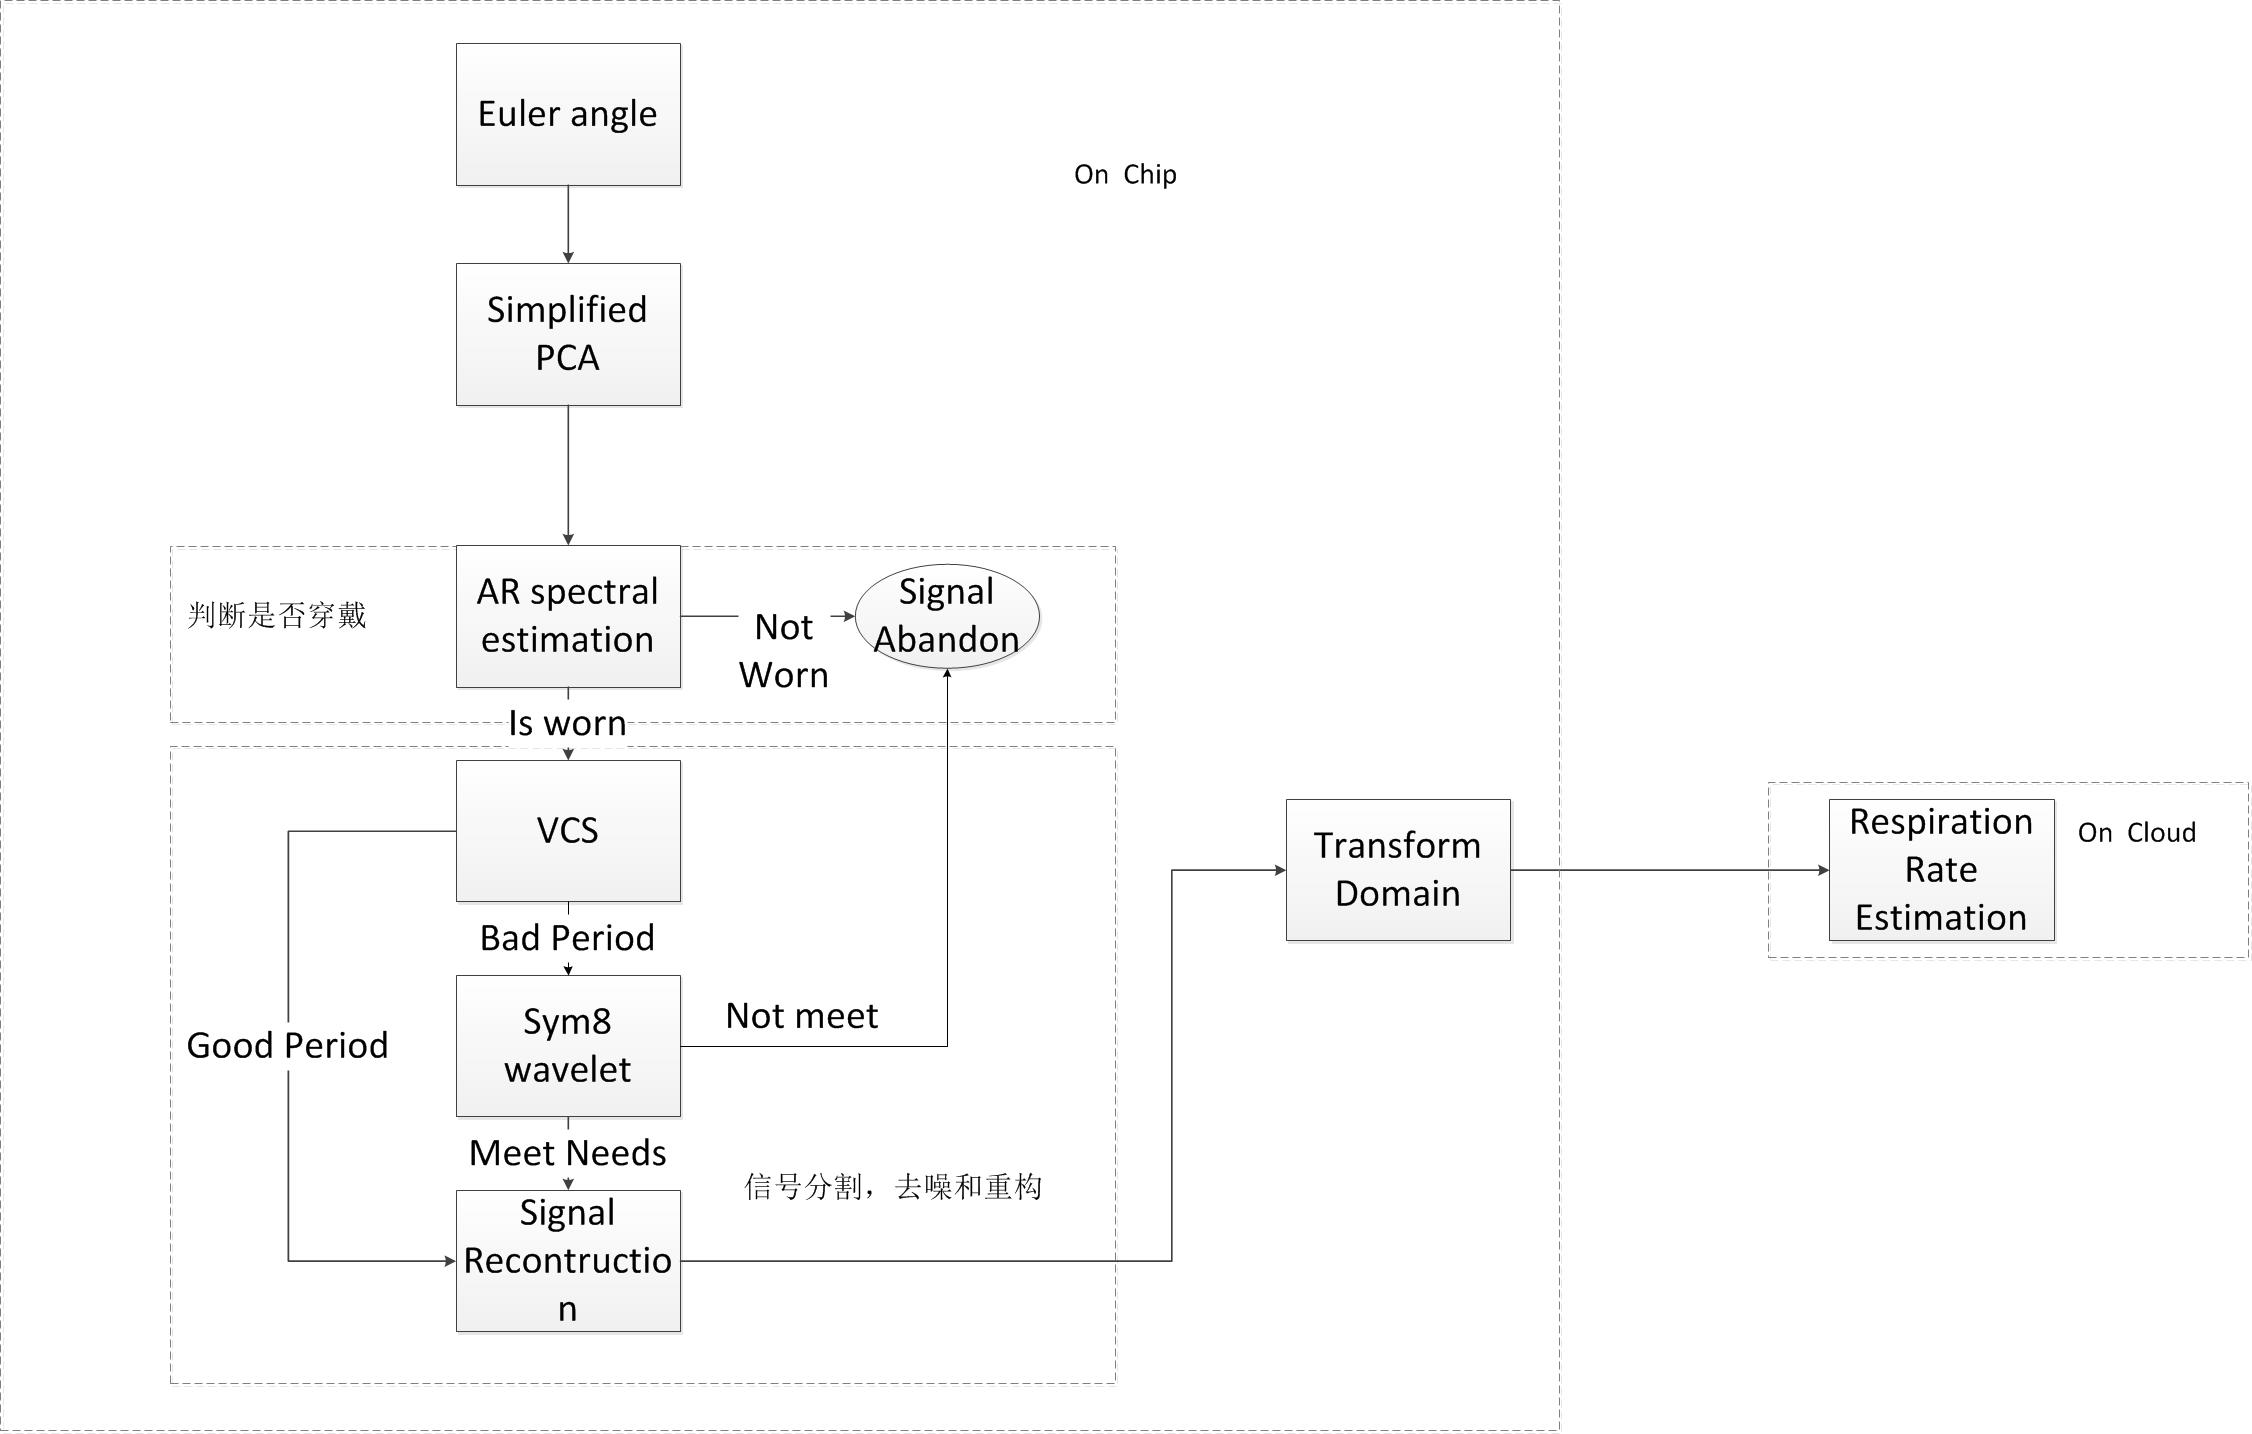 Euler angle
On Chip
Simplified
PCA
AR spectral
estimation
判断是否穿戴
Not
Worn
Signal
Abandon
Is worn
VCS
Bad Period
Good Period
Sym8
wavelet
Not meet
Meet Needs
Signal
Recontructio
n
信号分割，去噪和重构
Transform
Domain
Respiration
Rate
Estimation
On Cloud